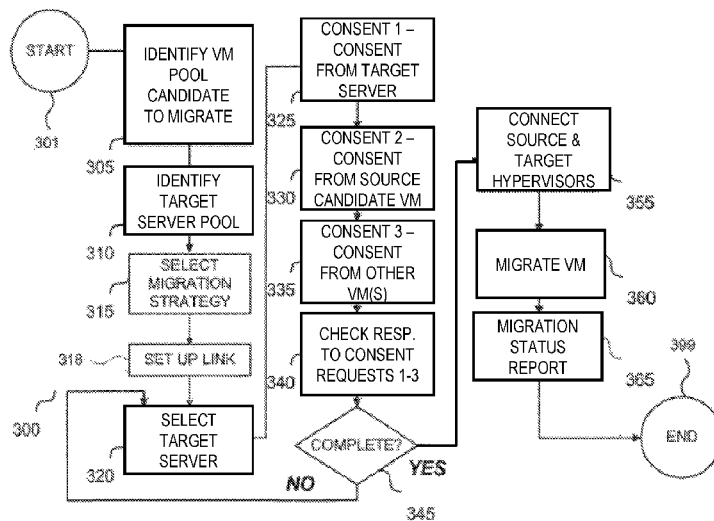 START
301
IDENTIFY VM
POOL
CANDIDATE
TO MIGRATE
305
IDENTIFY
TARGET
SERVER POOL
310
SELECT
MIGRATION
STRATEGY
315
SET UP LINK
318
SELECT
TARGET
SERVER
320
300
CONSENT 1 –
CONSENT
FROM TARGET
SERVER
325
CONSENT 2 –
CONSENT
FROM SOURCE
CANDIDATE VM
330
CONSENT 3 –
CONSENT
FROM OTHER
VM(S)
335
CHECK RESP.
TO CONSENT
REQUESTS 1-3
340
COMPLETE?
345
NO
YES
CONNECT
SOURCE &
TARGET
HYPERVISORS
355
MIGRATE VM
360
MIGRATION
STATUS
REPORT
365
399
END